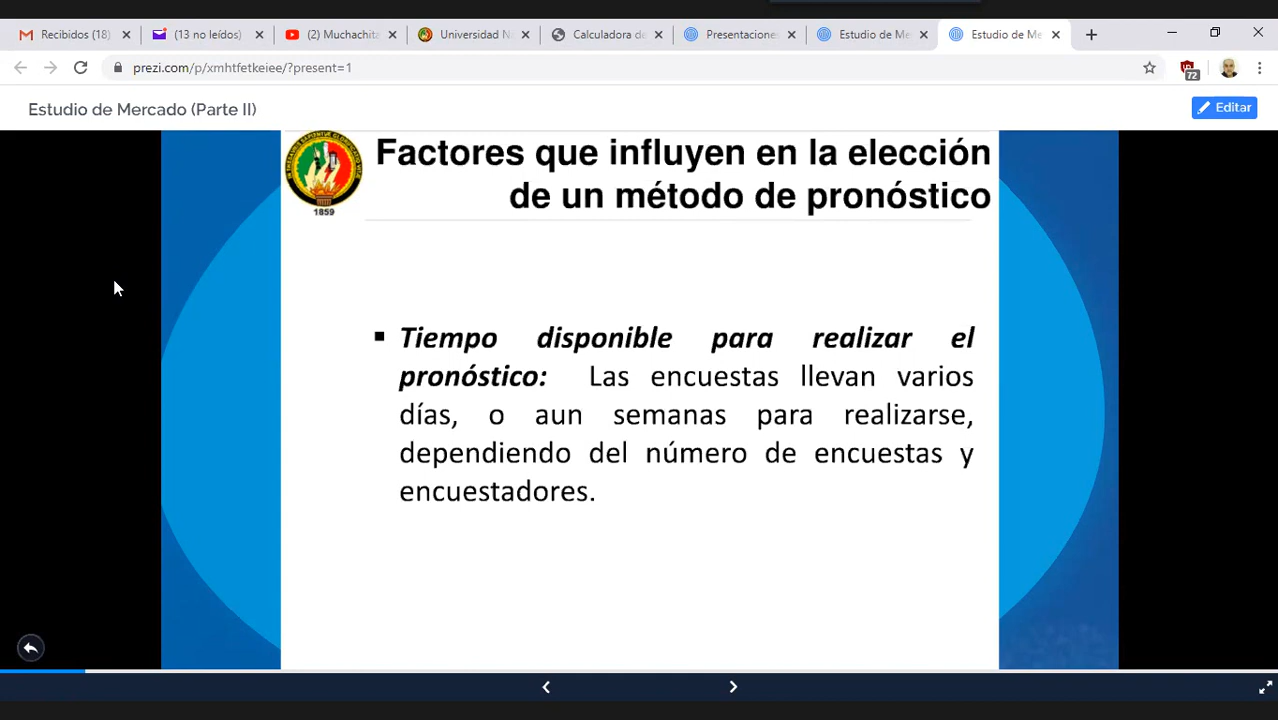 Recibidos (18)
(13 no leídos)
(2) Muchachita
Universidad N
Calculadora d
Presentacione
Estudio de Me
Estudio de Me
prezi.com/p/xmhtfetkeiee/?present=1
72
Estudio de Mercado (Parte II)
Editar
Factores que influyen en la elección
de un método de pronóstico
1859
▪ Tiempo disponible para realizar el
pronóstico: Las encuestas llevan varios
días, o aun semanas para realizarse,
dependiendo del número de encuestas y
encuestadores.